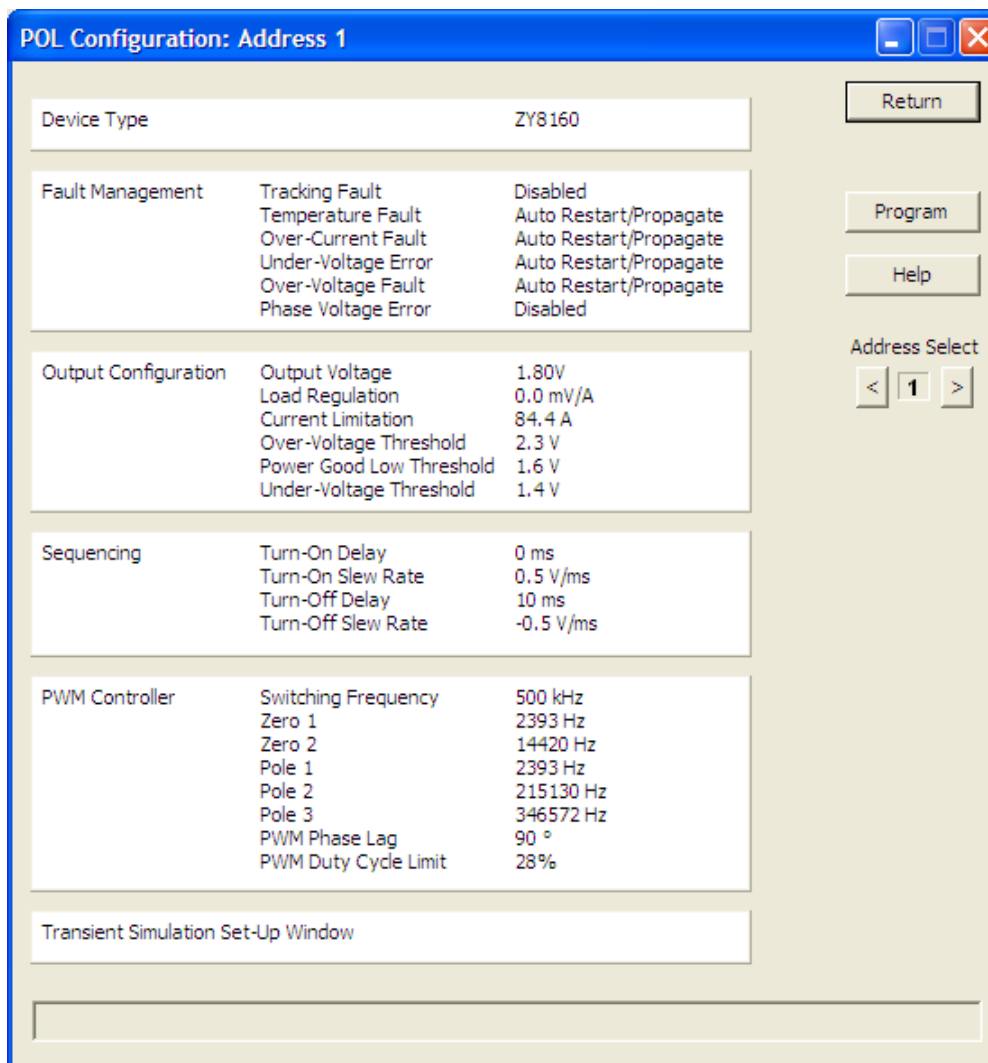 POL Configuration: Address 1
Return
Device Type ZY8160
Fault Management Tracking Fault Disabled
Temperature Fault Auto Restart/Propagate
Over-Current Fault Auto Restart/Propagate
Under-Voltage Error Auto Restart/Propagate
Over-Voltage Fault Auto Restart/Propagate
Phase Voltage Error Disabled
Program
Help
Address Select
< 1 >
Output Configuration Output Voltage 1.80V
Load Regulation 0.0 mV/A
Current Limitation 84.4 A
Over-Voltage Threshold 2.3 V
Power Good Low Threshold 1.6 V
Under-Voltage Threshold 1.4 V
Sequencing Turn-On Delay 0 ms
Turn-On Slew Rate 0.5 V/ms
Turn-Off Delay 10 ms
Turn-Off Slew Rate -0.5 V/ms
PWM Controller Switching Frequency 500 kHz
Zero 1 2393 Hz
Zero 2 14420 Hz
Pole 1 2393 Hz
Pole 2 215130 Hz
Pole 3 346572 Hz
PWM Phase Lag 90 °
PWM Duty Cycle Limit 28%
Transient Simulation Set-Up Window